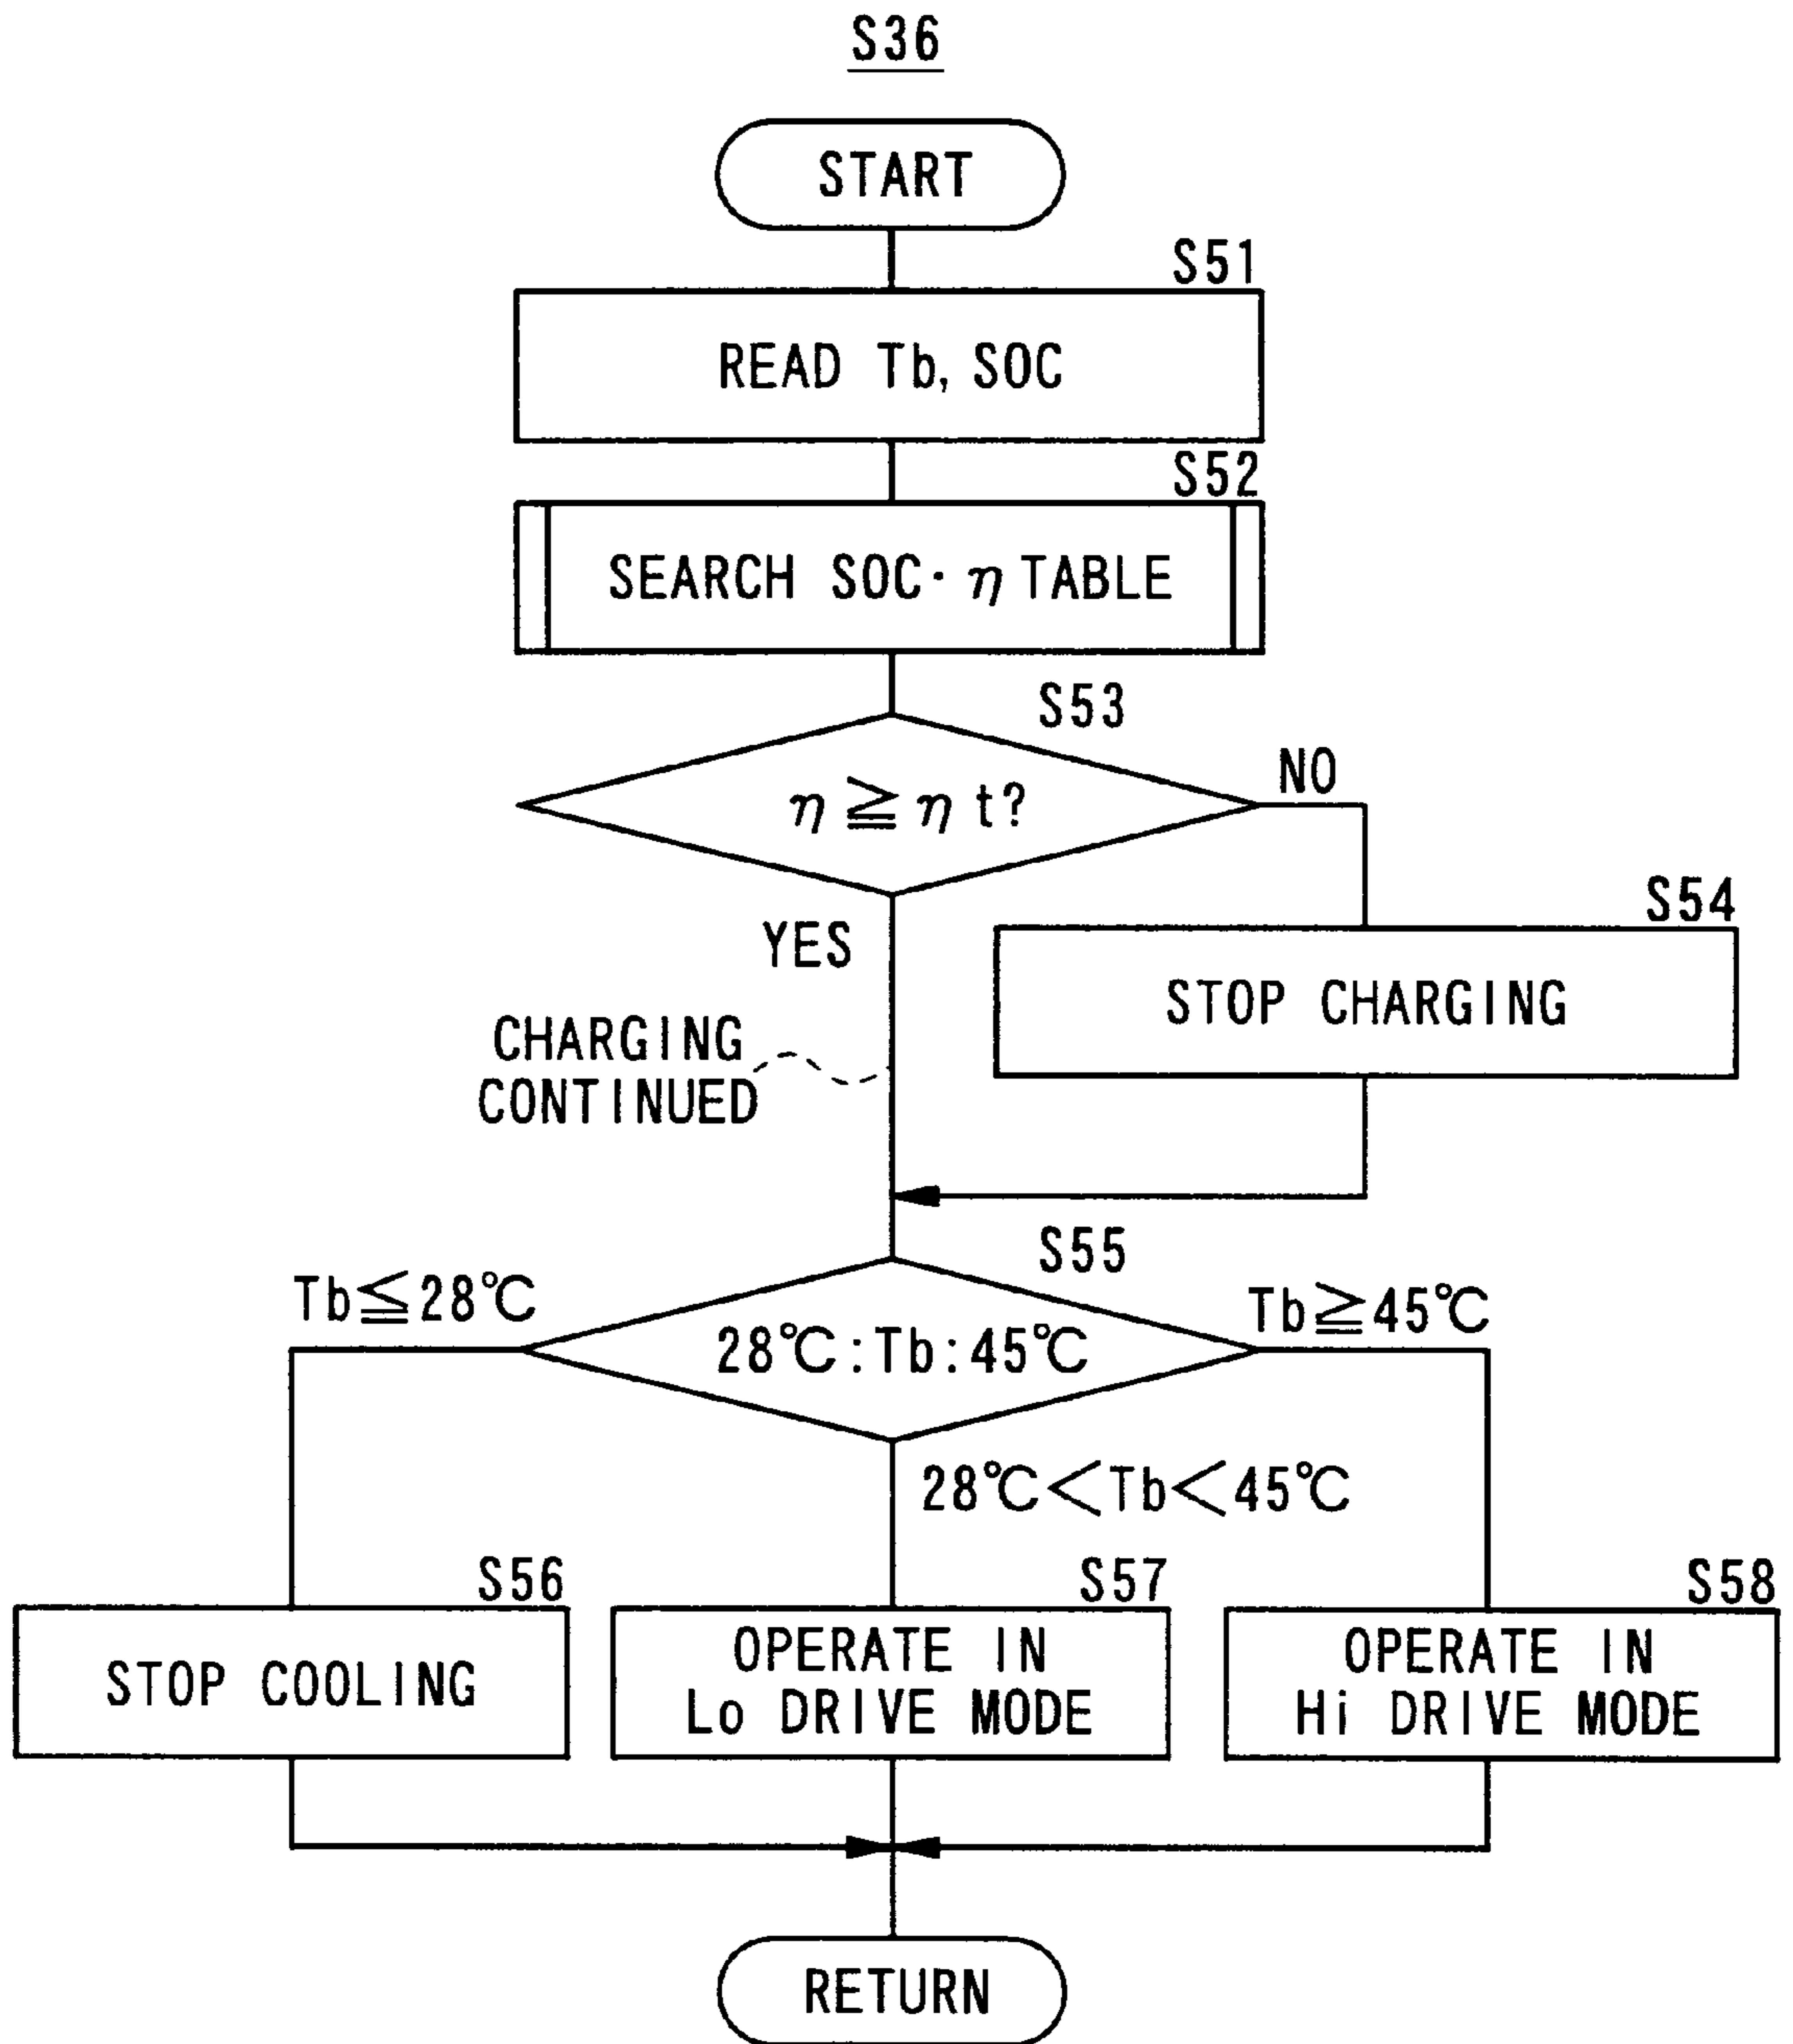 S36
START
S51
READ Tb, SOC
S52
SEARCH SOC· η TABLE
S53
η ≧ η t?
NO
YES
S54
STOP CHARGING
CHARGING
CONTINUED
S55
Tb≦28℃
28℃:Tb:45℃
Tb≧45℃
28℃<Tb<45℃
S56
STOP COOLING
S57
OPERATE IN
Lo DRIVE MODE
S58
OPERATE IN
Hi DRIVE MODE
RETURN